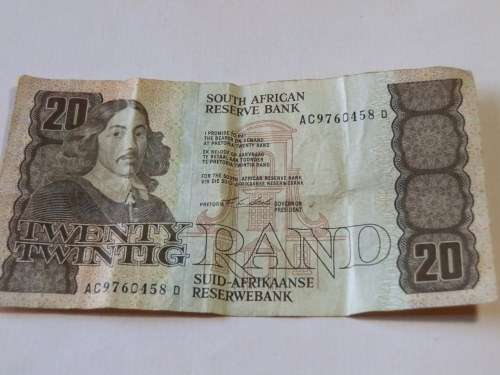 20
SOUTH AFRICAN
RESERVE BANK
AC9760458 D
I PROMISE TO PAY
THE BEARER ON DEMAND
AT PRETORIA TWENTY RAND
EK BELOOF OM AAN TOONDER
TE BETAAL
TE PRETORIA TWINTIG RAND
FOR THE SOUTH AFRICAN RESERVE BANK
VIR DIE SUID-AFRIKAANSE RESERWEBANK
PRETORIA
GOVERNOR
PRESIDENT
TWENTY
TWINTIG
RAND
20
AC9760458 D
SUID-AFRIKAANSE
RESERWEBANK